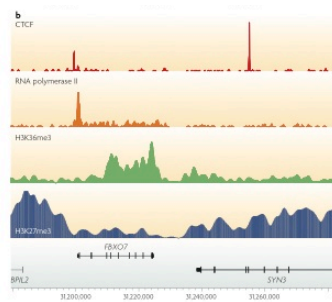 b
CTCF
RNA polymerase II
H3K36me3
H3K27me3
FBXO7
BPIL2
SYN3
31,200,000 31,220,000 31,240,000 31,260,000